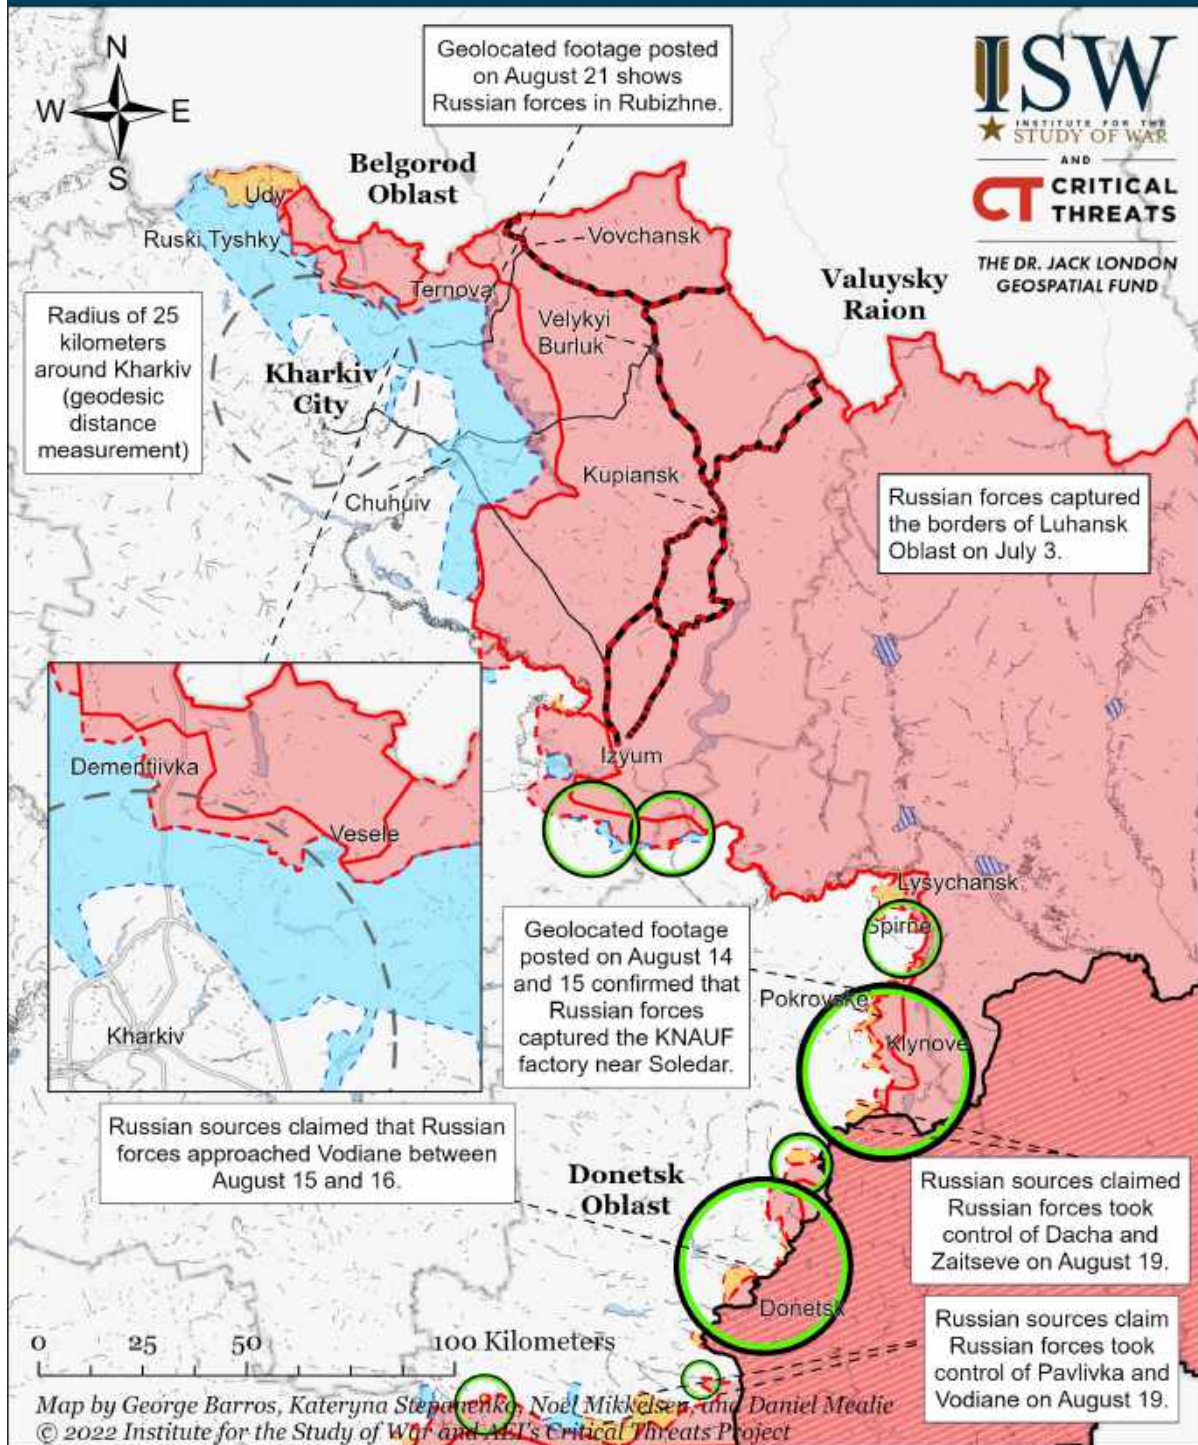 N
W
E
S
Geolocated footage posted
on August 21 shows
Russian forces in Rubizhne.
ISW
INSTITUTE FOR THE
STUDY OF WAR
AND
CT CRITICAL
THREATS
THE DR. JACK LONDON
GEOSPATIAL FUND
Belgorod
Oblast
Udy
Ruski Tyshky
Vovchansk
Ternova
Valuysky
Raion
Radius of 25
kilometers
around Kharkiv
(geodesic
distance
measurement)
Velykyi
Burluk
Kharkiv
City
Kupiansk
Chuhuiv
Russian forces captured
the borders of Luhansk
Oblast on July 3.
Izyum
Dementiivka
Vesele
Kharkiv
Lysychansk
Spirne
Geolocated footage
posted on August 14
and 15 confirmed that
Russian forces
captured the KNAUF
factory near Soledar.
Pokrovske
Klynove
Russian sources claimed that Russian
forces approached Vodiane between
August 15 and 16.
Donetsk
Oblast
Russian sources claimed
Russian forces took
control of Dacha and
Zaitseve on August 19.
Donetsk
Russian sources claim
Russian forces took
control of Pavlivka and
Vodiane on August 19.
0 25 50 100 Kilometers
Map by George Barros, Kateryna Stepanenko, Noel Mikkelsen, and Daniel Mealie
© 2022 Institute for the Study of War and AEI's Critical Threats Project